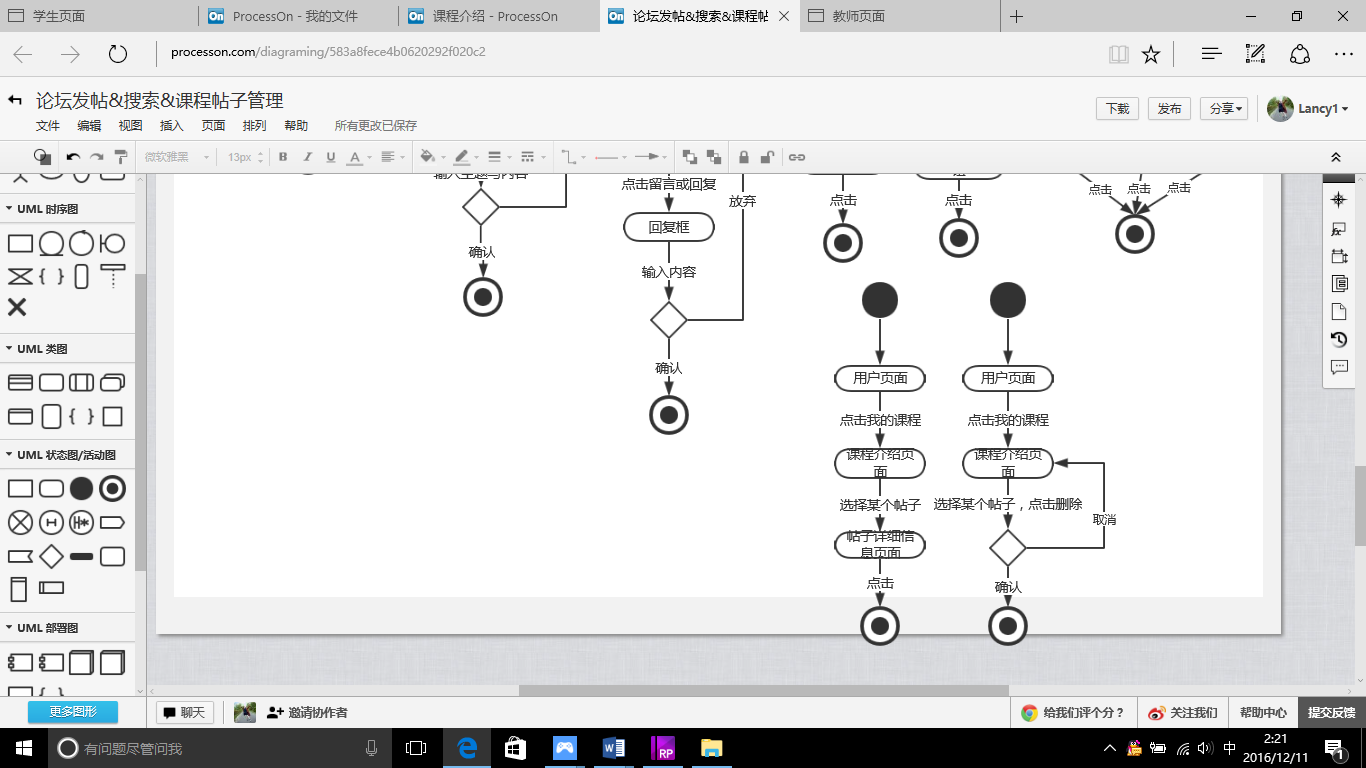 学生页面
ProcessOn - 我的文件
课程介绍 - ProcessOn
论坛发帖&搜索&课程帖
教师页面
processon.com/diagraming/583a8fece4b0620292f020c2
论坛发帖&搜索&课程帖子管理
下载
发布
分享
Lancy1
文件
编辑
视图
插入
页面
排列
帮助
所有更改已保存
微软雅黑
13px
B
I
U
A
UML 时序图
UML 类图
UML 状态图/活动图
UML 部署图
更多图形
输入主题与内容
确认
点击留言或回复
回复框
输入内容
放弃
确认
点击
点击
点击
点击
点击
用户页面
点击我的课程
课程介绍页
面
选择某个帖子
帖子详细信
息页面
点击
用户页面
点击我的课程
课程介绍页
面
选择某个帖子，点击删除
取消
确认
聊天
邀请协作者
给我们评个分？
关注我们
帮助中心
提交反馈
有问题尽管问我
中
2:21
2016/12/11